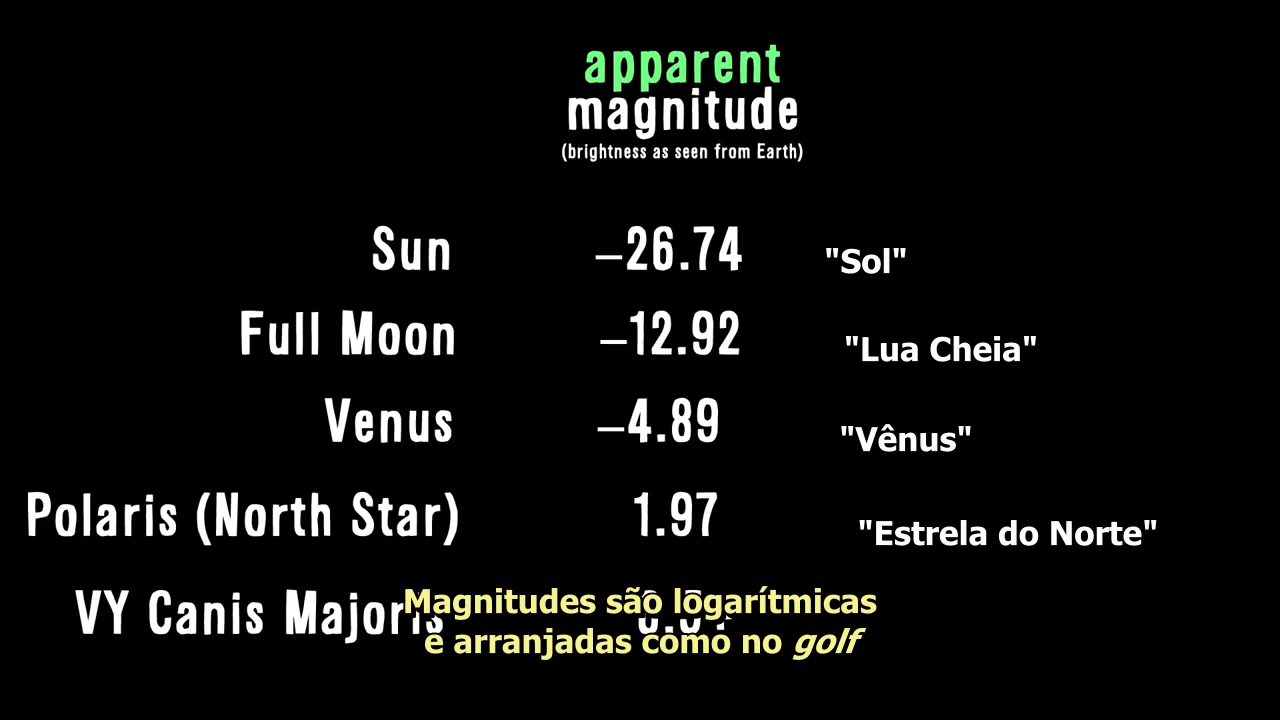 apparent
magnitude
(brightness as seen from Earth)
Sun –26.74 "Sol"
Full Moon –12.92 "Lua Cheia"
Venus –4.89 "Vênus"
Polaris (North Star) 1.97 "Estrela do Norte"
VY Canis Majoris
Magnitudes são logarítmicas
e arranjadas como no golf